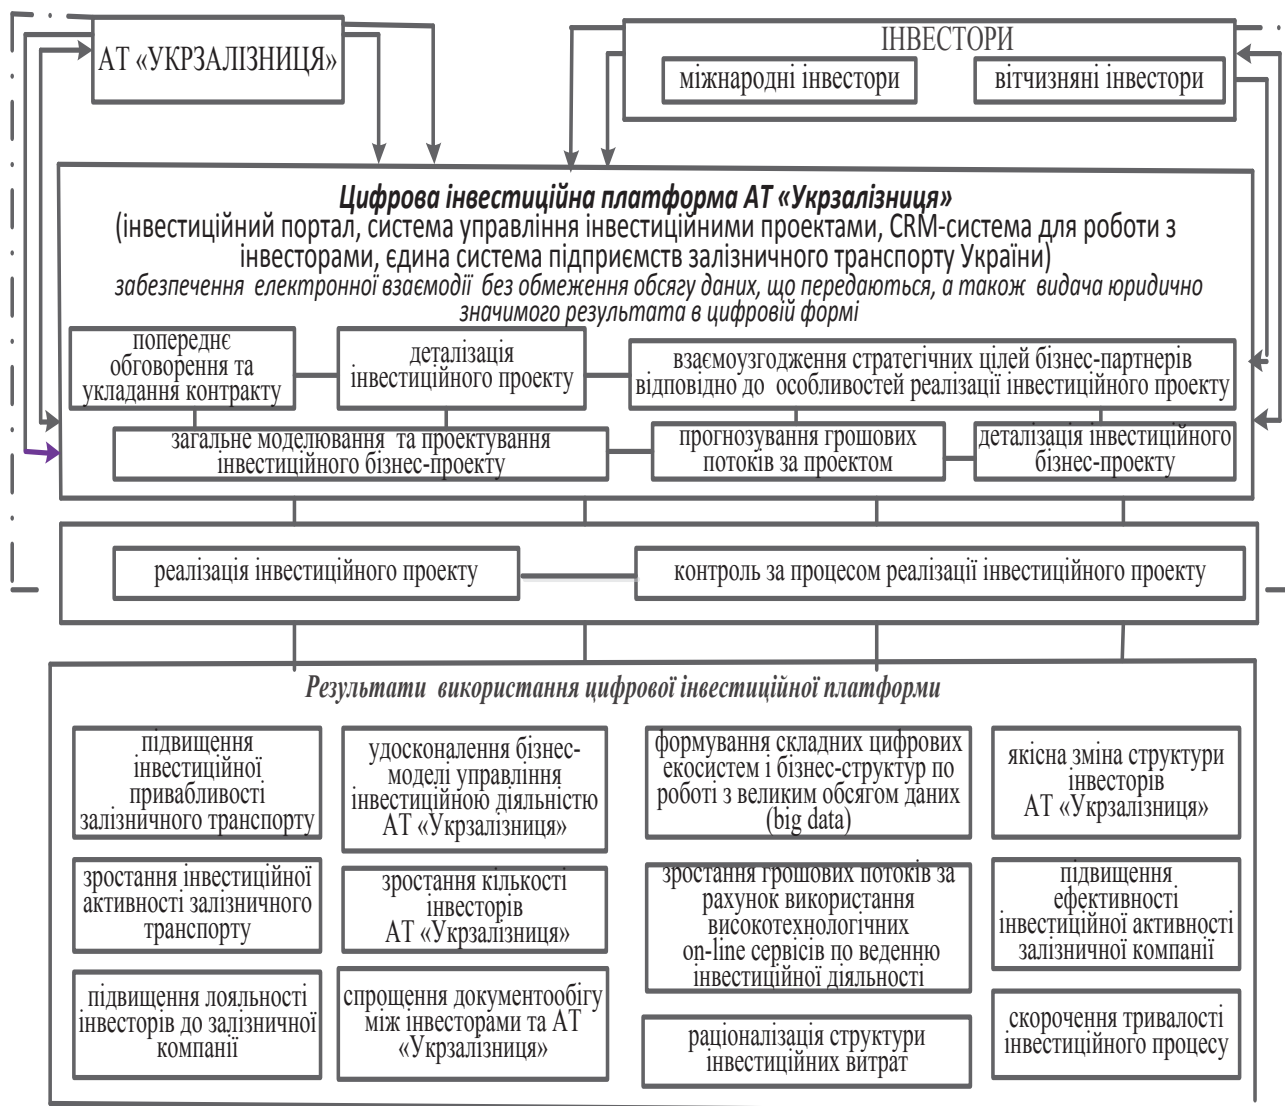 АТ «УКРЗАЛІЗНИЦЯ»
ІНВЕСТОРИ
міжнародні інвестори
вітчизняні інвестори
Цифрова інвестиційна платформа АТ «Укрзалізниця»
(інвестиційний портал, система управління інвестиційними проектами, CRM-система для роботи з
інвесторами, єдина система підприємств залізничного транспорту України)
забезпечення електронної взаємодії без обмеження обсягу даних, що передаються, а також видача юридично
значимого результата в цифровій формі
попереднє
обговорення та
укладання контракту
деталізація
інвестиційного проекту
взаємоузгодження стратегічних цілей бізнес-партнерів
відповідно до особливостей реалізації інвестиційного проекту
загальне моделювання та проектування
інвестиційного бізнес-проекту
прогнозування грошових
потоків за проектом
деталізація інвестиційного
бізнес-проекту
реалізація інвестиційного проекту
контроль за процесом реалізації інвестиційного проекту
Результати використання цифрової інвестиційної платформи
підвищення
інвестиційної
привабливості
залізничного транспорту
удосконалення бізнес-
моделі управління
інвестиційною діяльністю
АТ «Укрзалізниця»
формування складних цифрових
екосистем і бізнес-структур по
роботі з великим обсягом даних
(big data)
якісна зміна структури
інвесторів
АТ «Укрзалізниця»
зростання інвестиційної
активності залізничного
транспорту
зростання кількості
інвесторів
АТ «Укрзалізниця»
зростання грошових потоків за
рахунок використання
високотехнологічних
on-line сервісів по веденню
інвестиційної діяльності
підвищення
ефективності
інвестиційної активності
залізничної компанії
підвищення лояльності
інвесторів до залізничної
компанії
спрощення документообігу
між інвесторами та АТ
«Укрзалізниця»
раціоналізація структури
інвестиційних витрат
скорочення тривалості
інвестиційного процесу